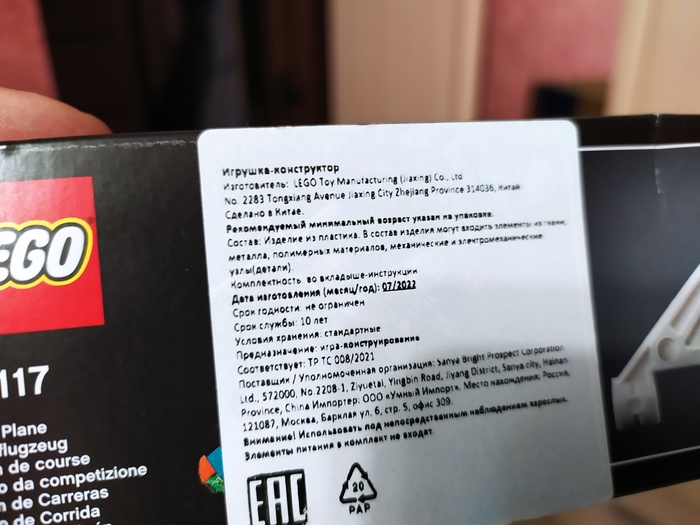 EGO
117
Plane
flugzeug
n de course
o da competizione
n de Carreras
n de Corrida
Игрушка-конструктор
Изготовитель: LEGO Toy Manufacturing (Jiaxing) Co., Ltd
No. 2283 Tongxiang Avenue Jiaxing City Zhejiang Province 314036, Китай
Сделано в Китае.
Рекомендуемый минимальный возраст указан на упаковке.
Состав: Изделие из пластика. В состав изделия могут входить элементы из ткани,
металла, полимерных материалов, механические и электромеханические
узлы(детали).
Комплектность во вкладыше-инструкции
Дата изготовления (месяц/год): 07/2022
Срок годности: не ограничен
Срок службы: 10 лет
Условия хранения: стандартные
Предназначение: игра-конструирование
Соответствует: ТР ТС 008/2021
Поставщик / Уполномоченная организация: Sanya Bright Prospect Corporation
Ltd., 572000, No.2208-1, Ziyuetai, Yingbin Road, Jiyang District, Sanya city, Hainan
Province, China Импортер: ООО «Умный Импорт». Место нахождения: Россия,
121087, Москва, Барклая ул, 6, стр. 5, офис 309.
Внимание! Использовать под непосредственным наблюдением взрослых.
Элементы питания в комплект не входят
EAC
20
PAP